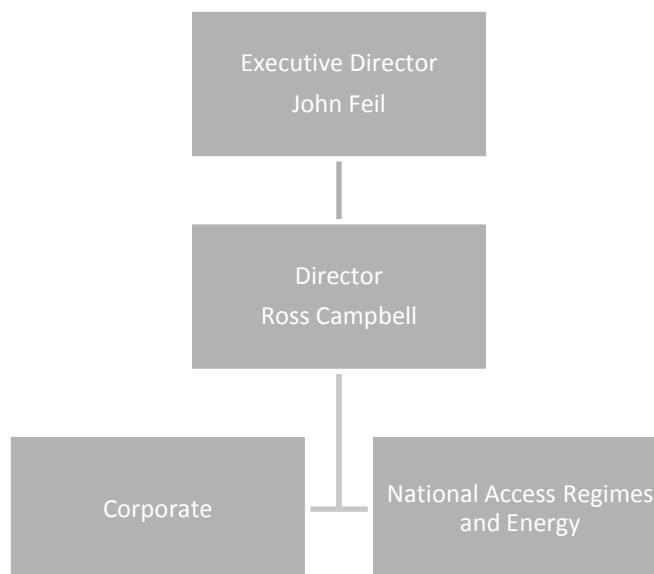 Executive Director
John Feil
Director
Ross Campbell
Corporate
National Access Regimes
and Energy